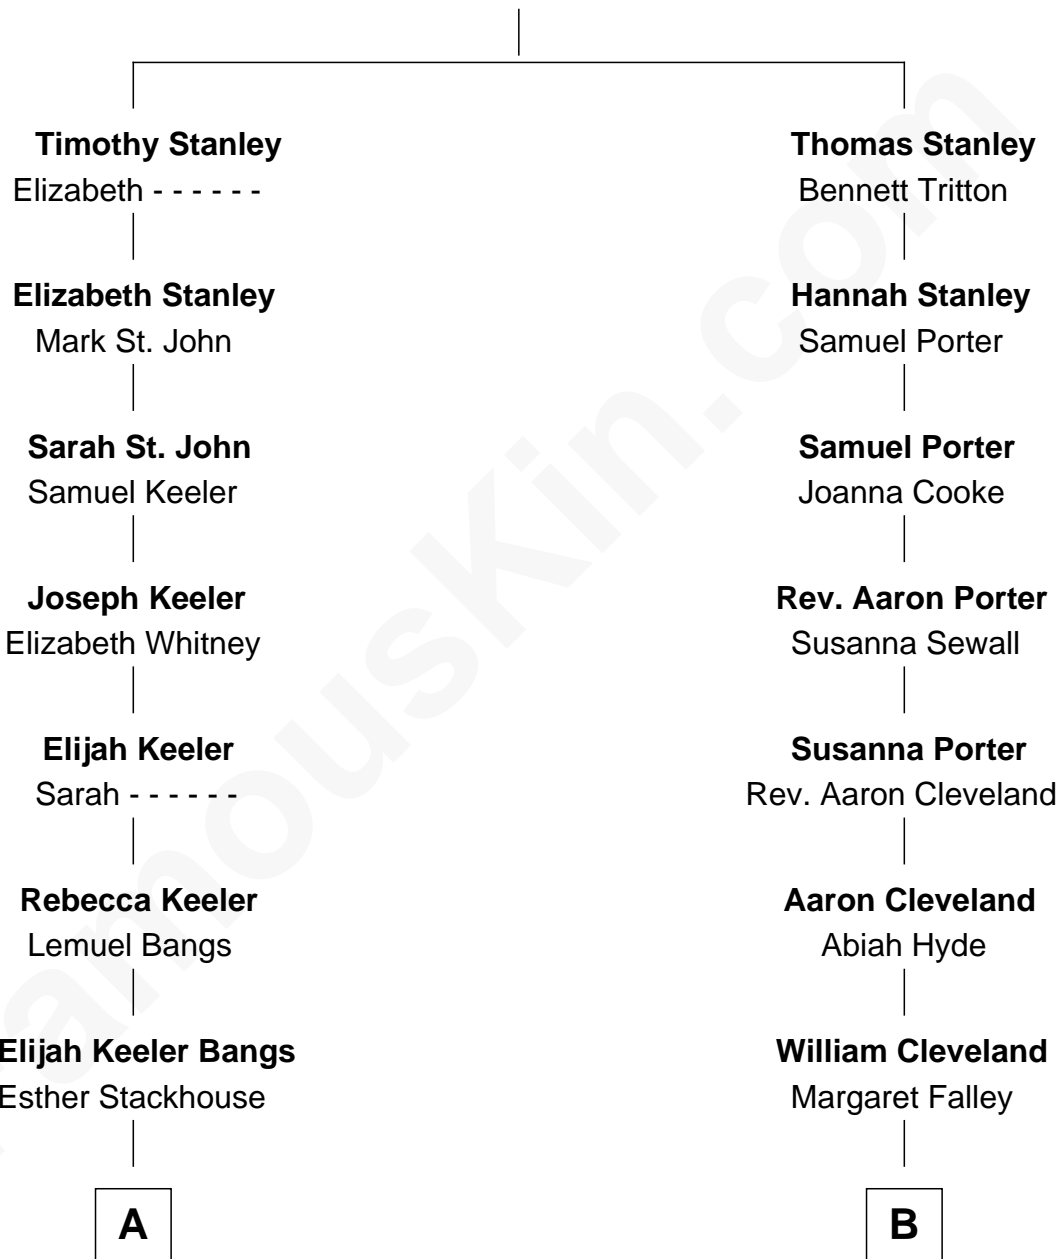 Timothy Stanley
Elizabeth - - - - - -
Thomas Stanley
Bennett Tritton
Elizabeth Stanley
Mark St. John
Hannah Stanley
Samuel Porter
Sarah St. John
Samuel Keeler
Samuel Porter
Joanna Cooke
Joseph Keeler
Elizabeth Whitney
Rev. Aaron Porter
Susanna Sewall
Elijah Keeler
Sarah - - - - - -
Susanna Porter
Rev. Aaron Cleveland
Rebecca Keeler
Lemuel Bangs
Aaron Cleveland
Abiah Hyde
Elijah Keeler Bangs
Esther Stackhouse
William Cleveland
Margaret Falley
A
B
famouskin.com